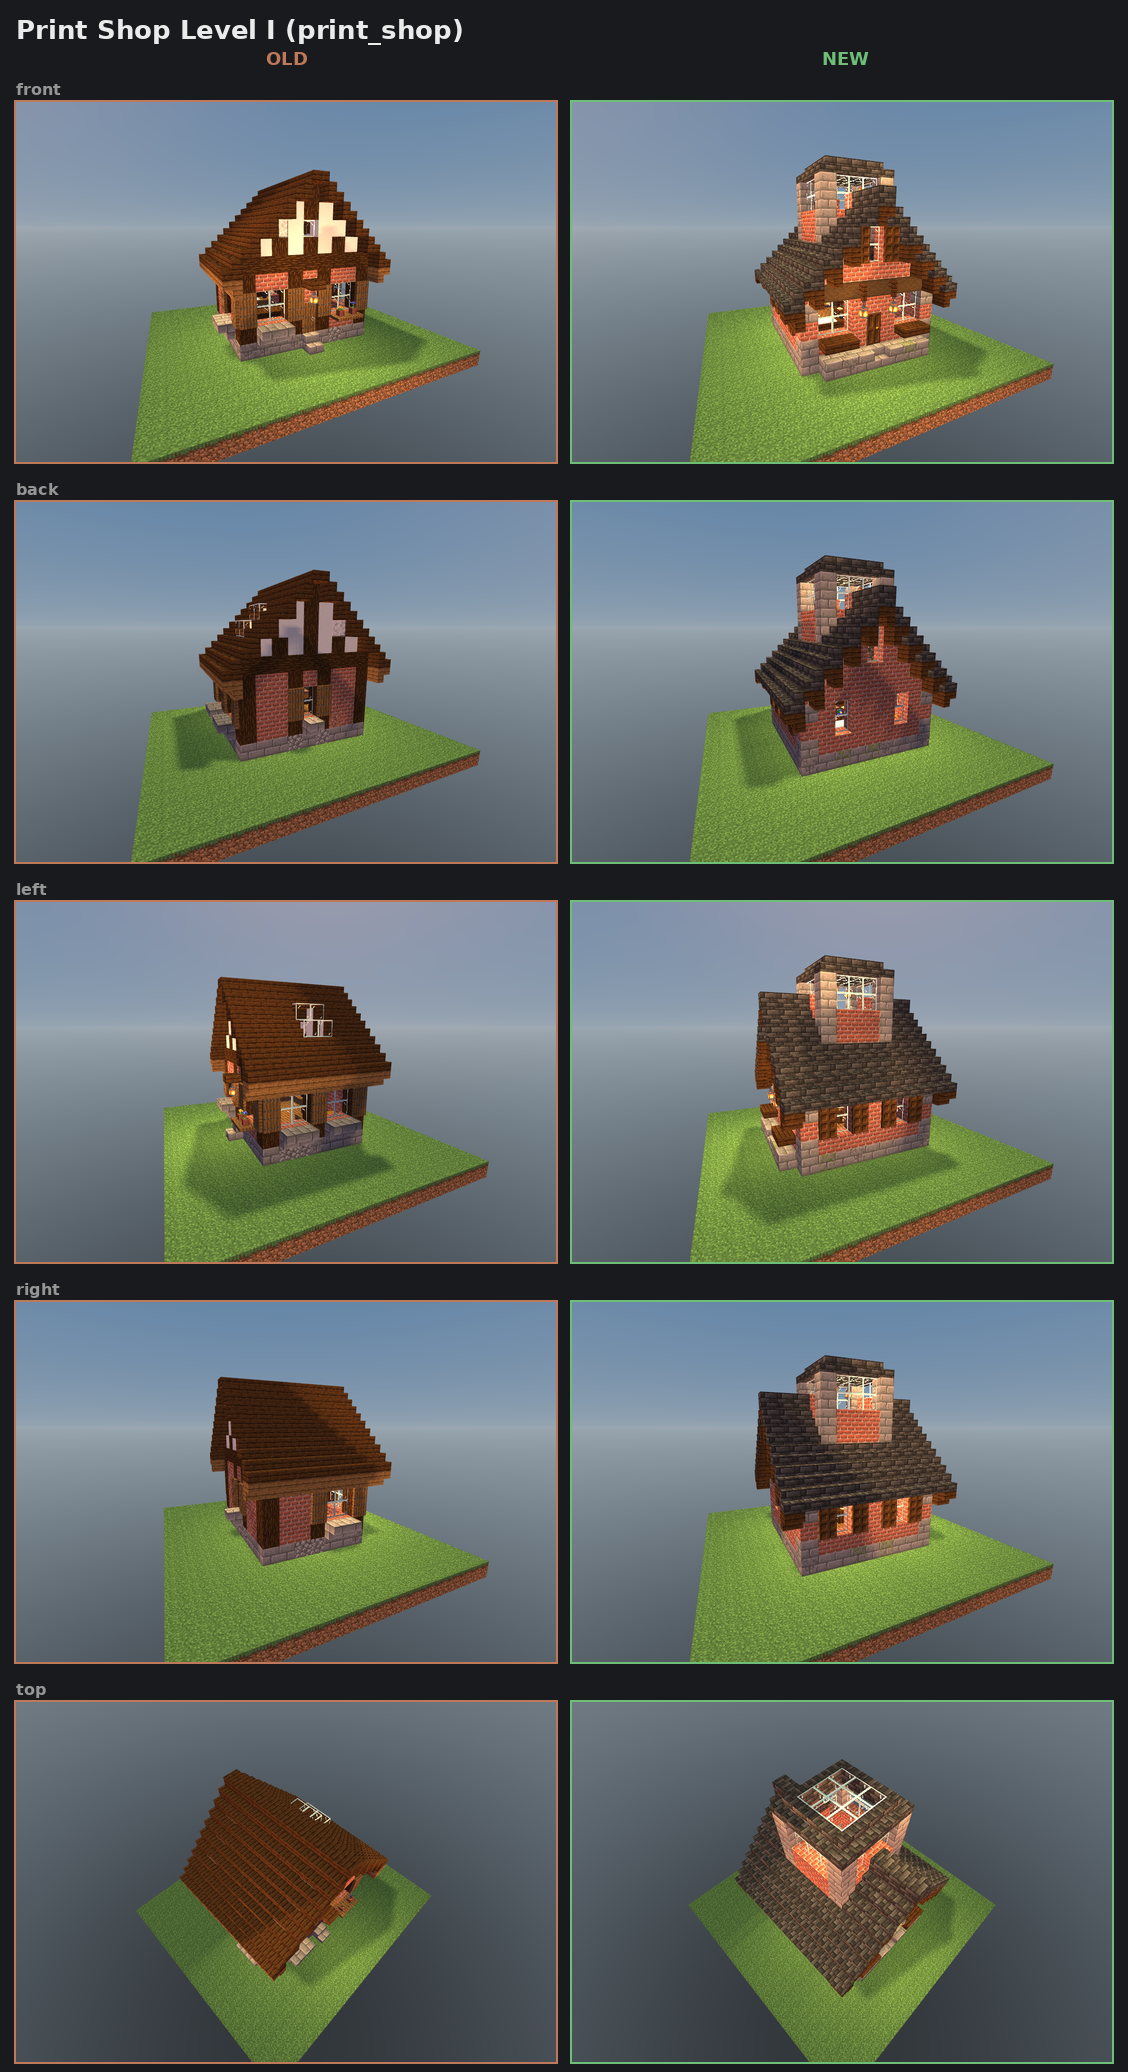 Print Shop Level I (print_shop)
OLD NEW
front
back
left
right
top